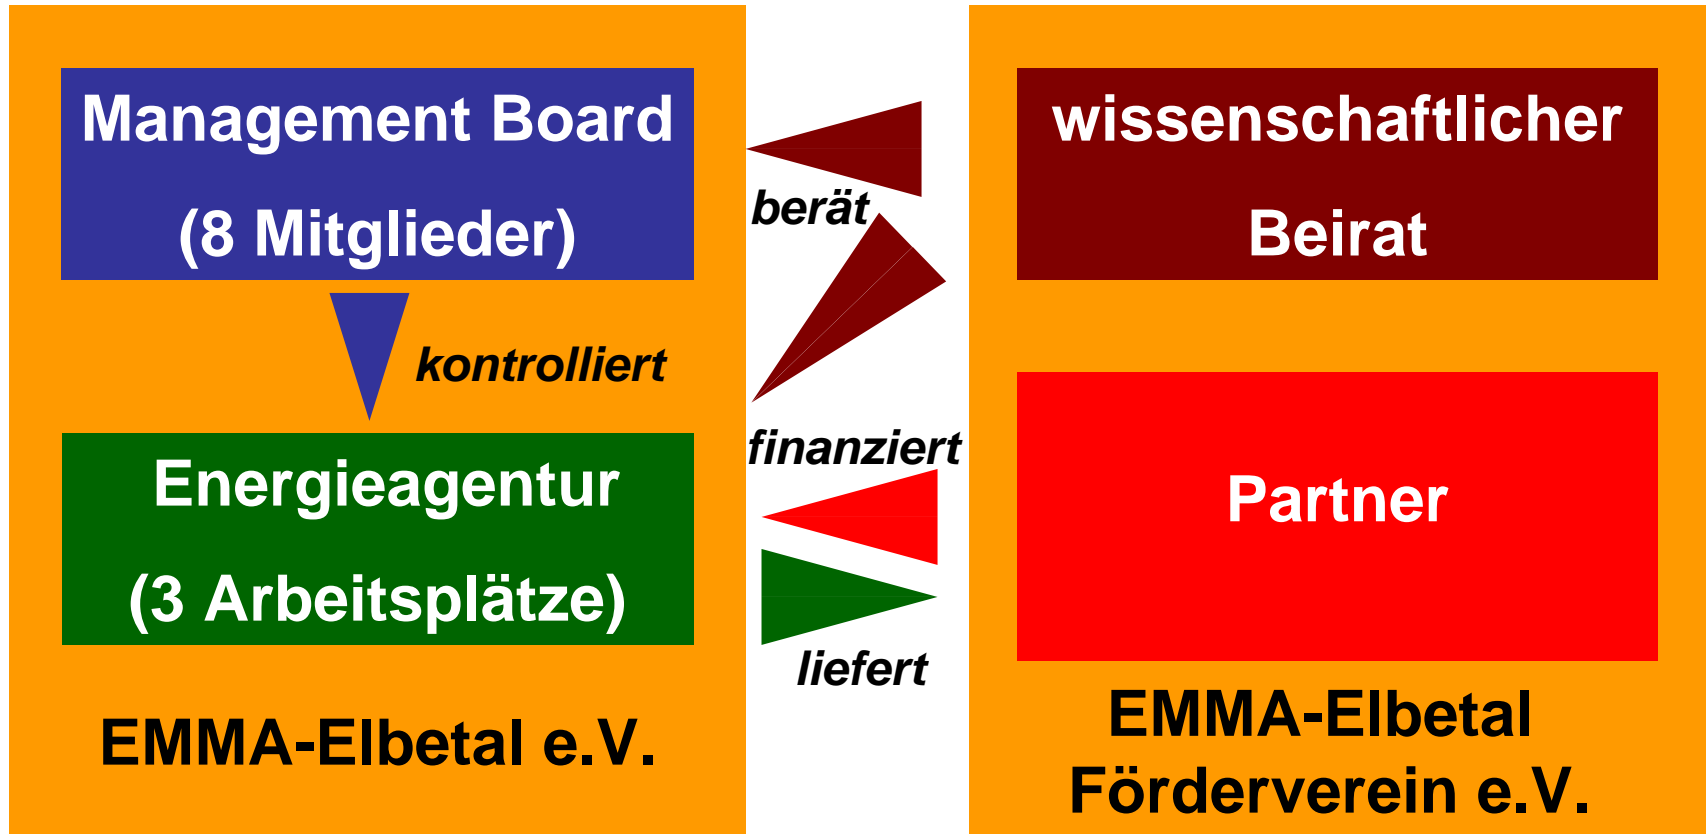 Management Board
(8 Mitglieder)
kontrolliert
Energieagentur
(3 Arbeitsplätze)
EMMA-Elbetal e.V.
berät
finanziert
liefert
wissenschaftlicher
Beirat
Partner
EMMA-Elbetal
Förderverein e.V.